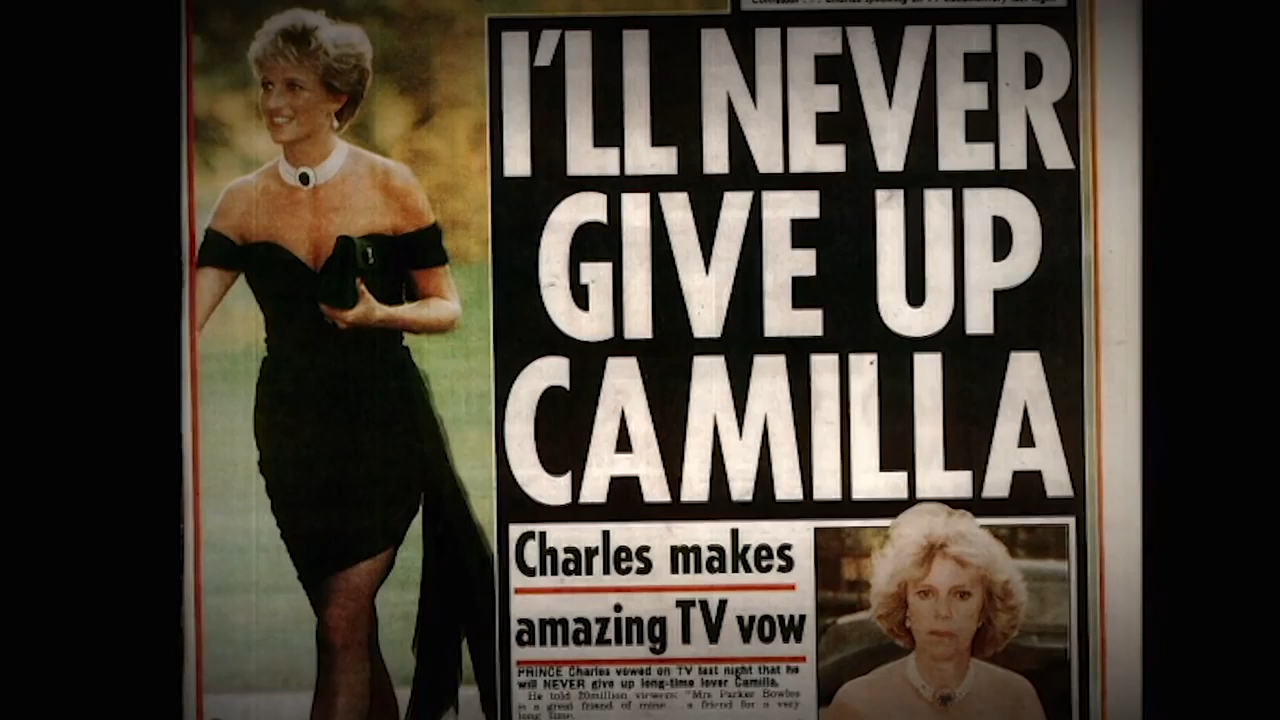 I'LL NEVER
GIVE UP
CAMILLA
Charles makes
amazing TV vow
PRINCE Charles vowed on TV last night that he
will NEVER give up long-time lover Camilla.
He told 20million viewers: "Mrs Parker Bowles
is a great friend of mine... a friend for a very
long time.